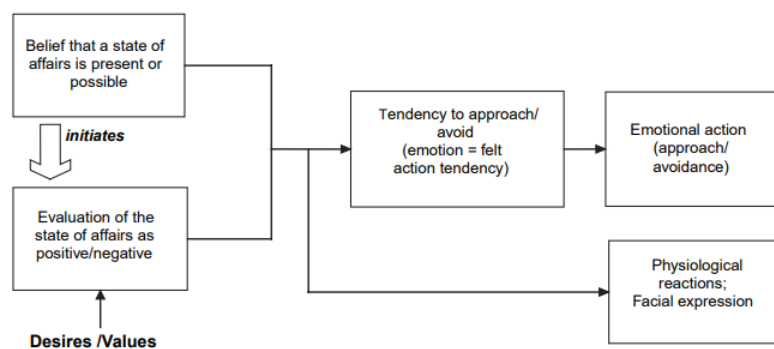 Belief that a state of
affairs is present or
possible
initiates
Evaluation of the
state of affairs as
positive/negative
Desires /Values
Tendency to approach/
avoid
(emotion = felt
action tendency)
Emotional action
(approach/
avoidance)
Physiological
reactions;
Facial expression